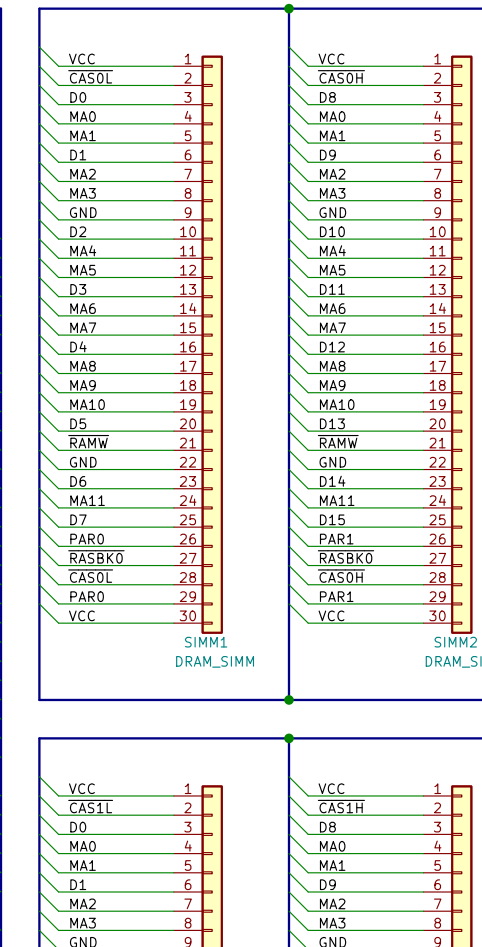 VCC 1
CAS0L 2
D0 3
MA0 4
MA1 5
D1 6
MA2 7
MA3 8
GND 9
D2 10
MA4 11
MA5 12
D3 13
MA6 14
MA7 15
D4 16
MA8 17
MA9 18
MA10 19
D5 20
RAMW 21
GND 22
D6 23
MA11 24
D7 25
PAR0 26
RASBK0 27
CAS0L 28
PAR0 29
VCC 30
SIMM1
DRAM_SIMM
VCC 1
CAS0H 2
D8 3
MA0 4
MA1 5
D9 6
MA2 7
MA3 8
GND 9
D10 10
MA4 11
MA5 12
D11 13
MA6 14
MA7 15
D12 16
MA8 17
MA9 18
MA10 19
D13 20
RAMW 21
GND 22
D14 23
MA11 24
D15 25
PAR1 26
RASBK0 27
CAS0H 28
PAR1 29
VCC 30
SIMM2
DRAM_SI
VCC 1
CAS1L 2
D0 3
MA0 4
MA1 5
D1 6
MA2 7
MA3 8
GND 9
VCC 1
CAS1H 2
D8 3
MA0 4
MA1 5
D9 6
MA2 7
MA3 8
GND 9